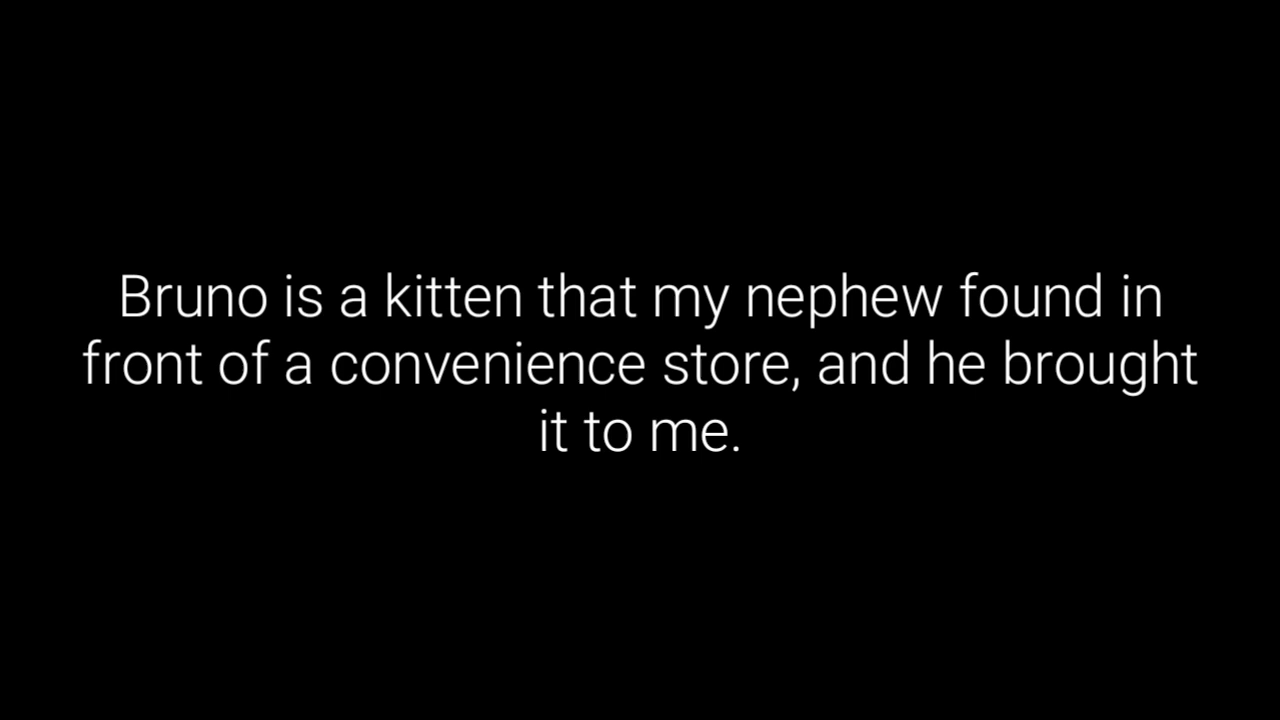 Bruno is a kitten that my nephew found in
front of a convenience store, and he brought
it to me.